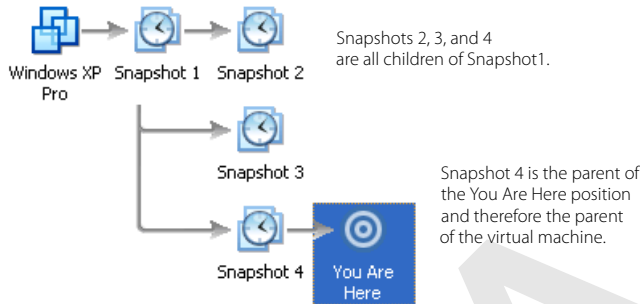 Windows XP
Pro
Snapshot 1
Snapshot 2
Snapshots 2, 3, and 4
are all children of Snapshot1.
Snapshot 3
Snapshot 4
You Are
Here
Snapshot 4 is the parent of
the You Are Here position
and therefore the parent
of the virtual machine.